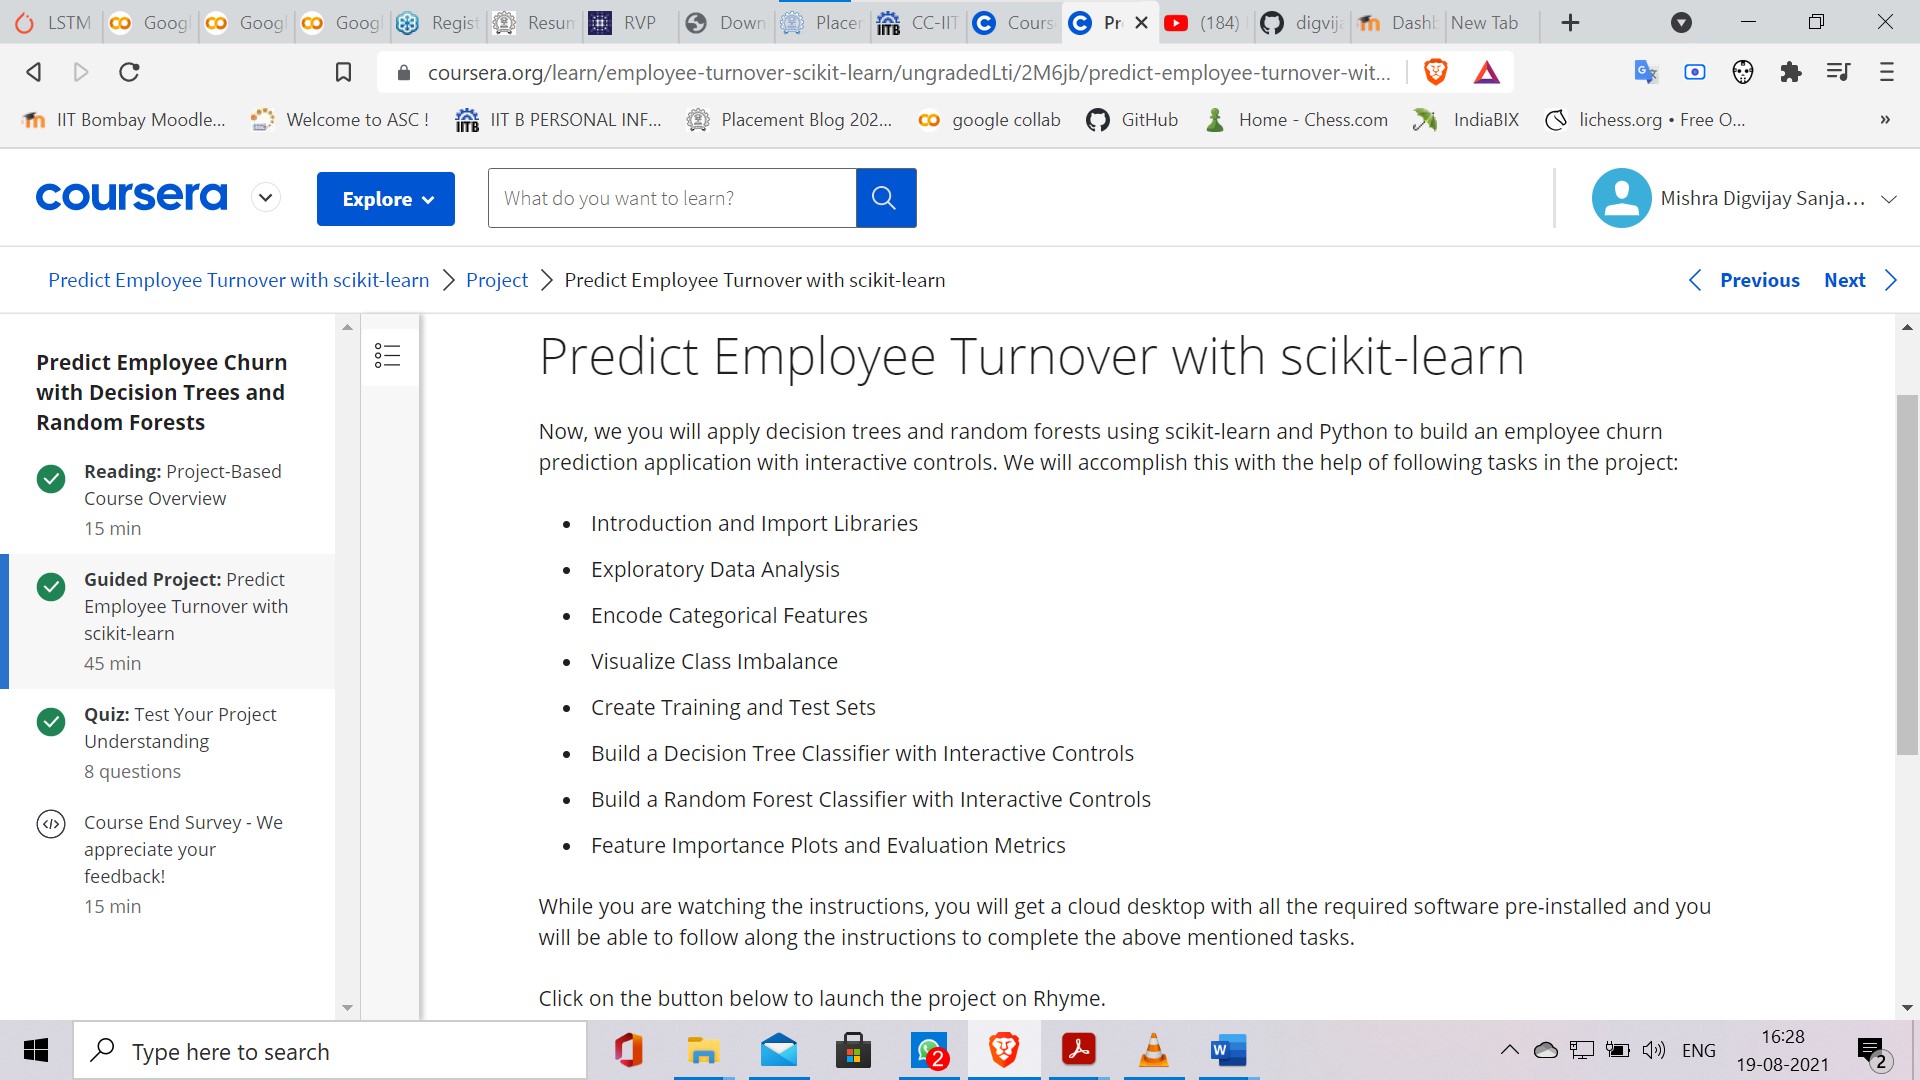 LSTM
Googl
Googl
Goog
Regist
Resun
RVP
Down
Placer
CC-IIT
Cours
Pr
(184)
digvij
Dashb
New Tab
coursera.org/learn/employee-turnover-scikit-learn/ungradedLti/2M6jb/predict-employee-turnover-wit...
IIT Bombay Moodle...
Welcome to ASC !
IIT B PERSONAL INF...
Placement Blog 202...
google collab
GitHub
Home - Chess.com
IndiaBIX
lichess.org • Free O...
»
coursera
Explore
What do you want to learn?
Mishra Digvijay Sanja...
Predict Employee Turnover with scikit-learn
Project
Predict Employee Turnover with scikit-learn
Previous
Next
Predict Employee Churn
with Decision Trees and
Random Forests
Reading: Project-Based
Course Overview
15 min
Guided Project: Predict
Employee Turnover with
scikit-learn
45 min
Quiz: Test Your Project
Understanding
8 questions
Course End Survey - We
appreciate your
feedback!
15 min
Predict Employee Turnover with scikit-learn
Now, we you will apply decision trees and random forests using scikit-learn and Python to build an employee churn
prediction application with interactive controls. We will accomplish this with the help of following tasks in the project:
• Introduction and Import Libraries
• Exploratory Data Analysis
• Encode Categorical Features
• Visualize Class Imbalance
• Create Training and Test Sets
• Build a Decision Tree Classifier with Interactive Controls
• Build a Random Forest Classifier with Interactive Controls
• Feature Importance Plots and Evaluation Metrics
While you are watching the instructions, you will get a cloud desktop with all the required software pre-installed and you
will be able to follow along the instructions to complete the above mentioned tasks.
Click on the button below to launch the project on Rhyme.
Type here to search
2
ENG
16:28
19-08-2021
2